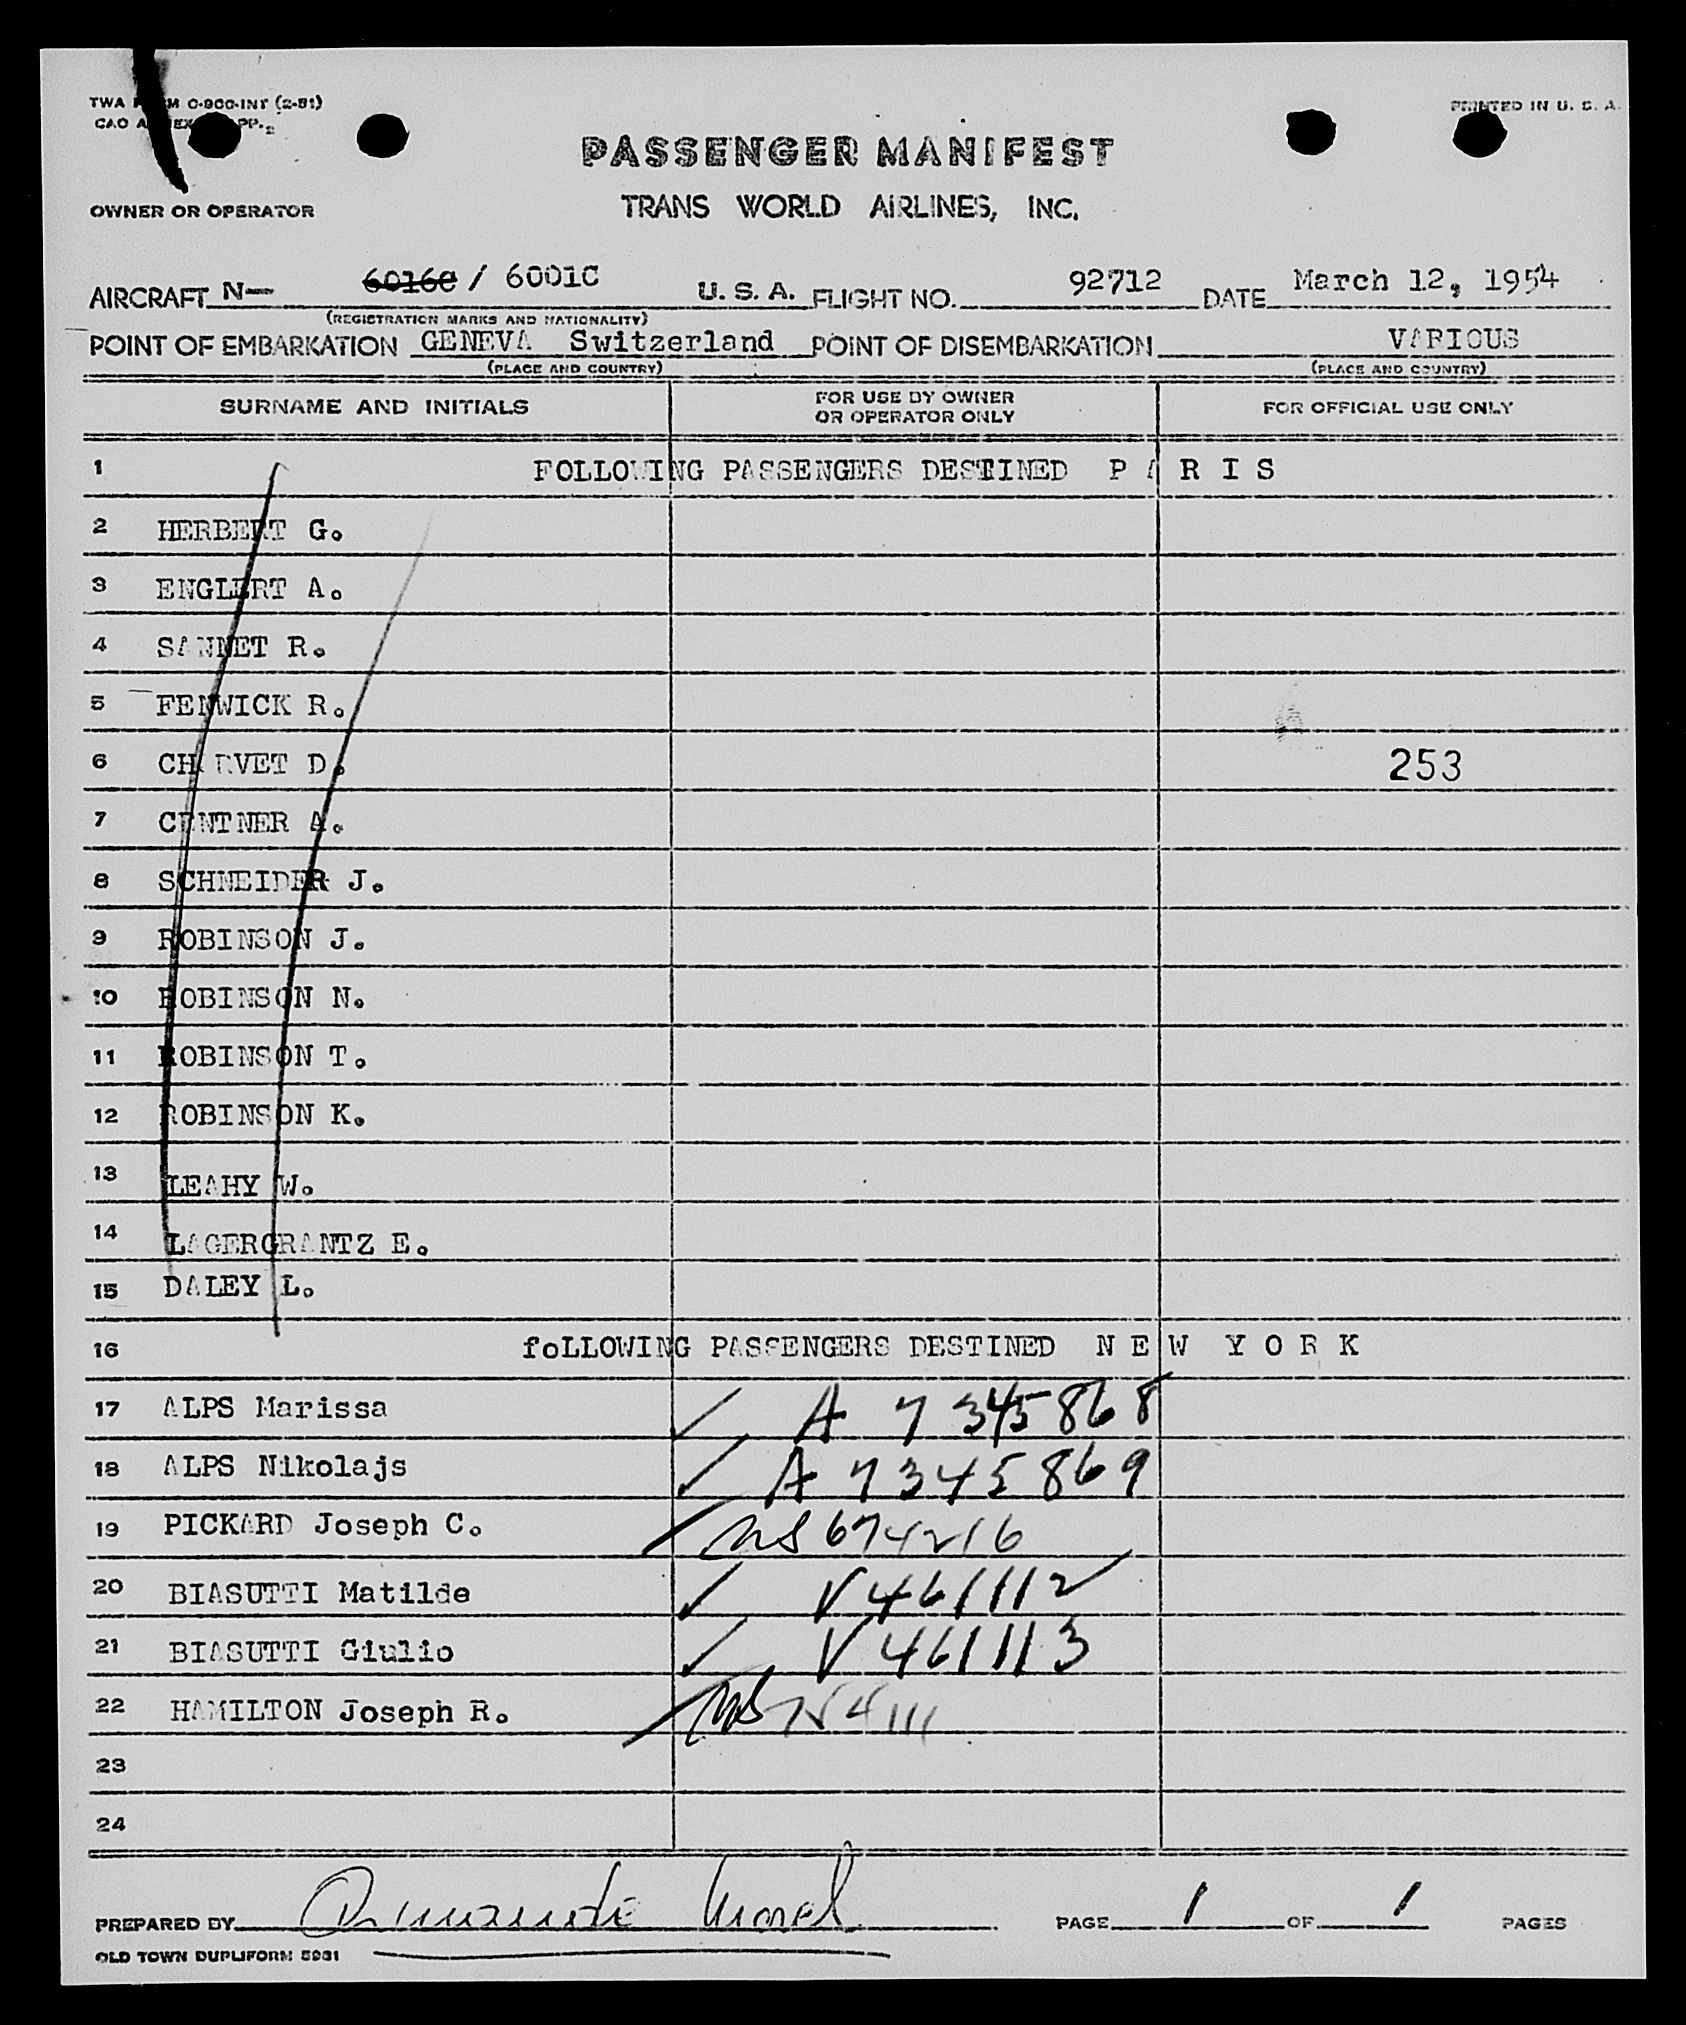 TWA FORM C-900-INT (2-51) PRINTED IN U. S. A.
CAO
PASSENGER MANIFEST
OWNER OR OPERATOR
TRANS WORLD AIRLINES, INC.
AIRCRAFT N— 6016C / 6001C U. S. A. FLIGHT NO. 92712 DATE March 12, 1954
(REGISTRATION MARKS AND NATIONALITY)
POINT OF EMBARKATION GENEVA Switzerland POINT OF DISEMBARKATION VARIOUS
(PLACE AND COUNTRY) (PLACE AND COUNTRY)
SURNAME AND INITIALS FOR USE BY OWNER OR OPERATOR ONLY FOR OFFICIAL USE ONLY
1 FOLLOWING PASSENGERS DESTINED P A R I S
2 HERBERT G.
3 ENGLERT A.
4 SANNET R.
5 FENWICK R.
6 CHARVET D. 253
7 CENTNER A.
8 SCHNEIDER J.
9 ROBINSON J.
10 ROBINSON N.
11 ROBINSON T.
12 ROBINSON K.
13 LEAHY W.
14 LAGERGRANTZ E.
15 DALEY L.
16 foLLOWING PASSENGERS DESTINED N E W Y O R K
17 ALPS Marissa ✓ A 7 345868
18 ALPS Nikolajs ✓ A 7345869
19 PICKARD Joseph C. 674216
20 BIASUTTI Matilde ✓ V 461112
21 BIASUTTI Giulio ✓ V 461113
22 HAMILTON Joseph R.
23
24
PREPARED BY PAGE 1 OF 1 PAGES
OLD TOWN DUPLIFORM 5931